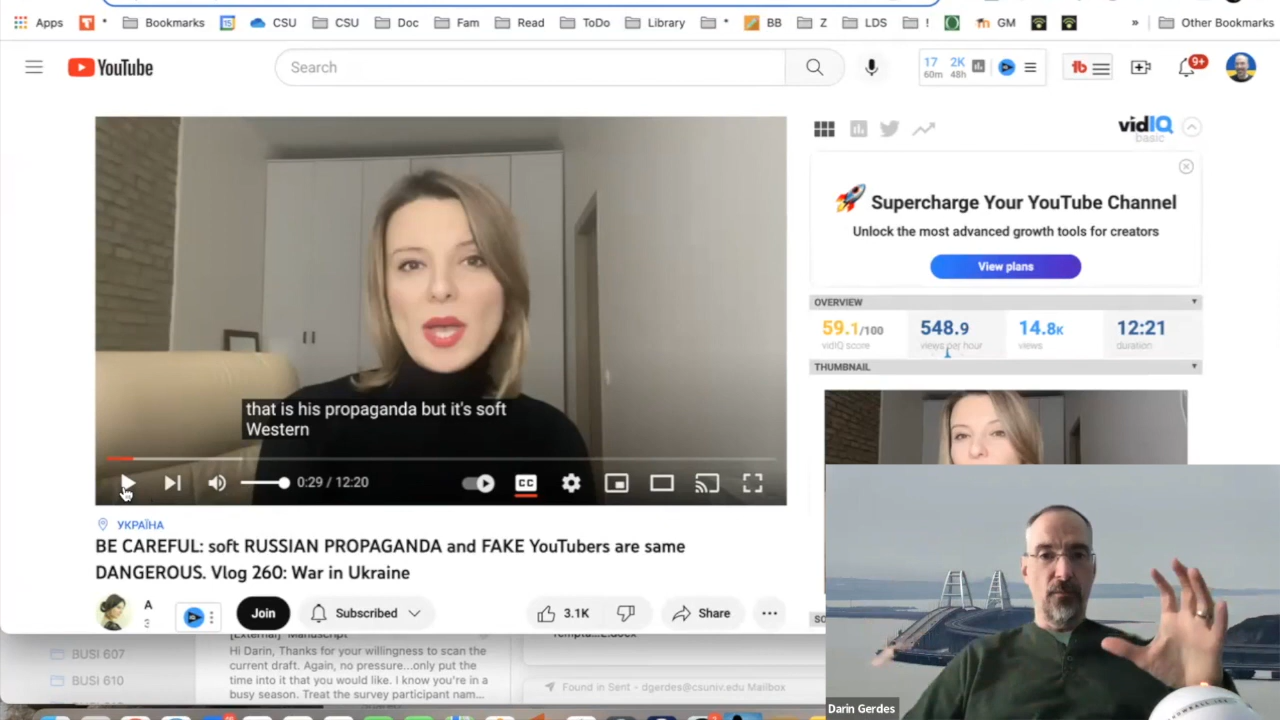 Apps
Bookmarks
CSU
CSU
Doc
Fam
Read
ToDo
Library
*
BB
Z
LDS
!
GM
»
Other Bookmarks
YouTube
Search
17
60m
2K
48h
9+
vidIQ
basic
Supercharge Your YouTube Channel
Unlock the most advanced growth tools for creators
View plans
OVERVIEW
59.1/100
vidIQ score
548.9
views per hour
14.8K
views
12:21
duration
THUMBNAIL
that is his propaganda but it's soft
Western
0:29 / 12:20
CC
УКРАЇНА
BE CAREFUL: soft RUSSIAN PROPAGANDA and FAKE YouTubers are same
DANGEROUS. Vlog 260: War in Ukraine
A
3
Join
Subscribed
3.1K
Share
BUSI 607
BUSI 610
[External] Manuscript
Hi Darin, Thanks for your willingness to scan the
current draft. Again, no pressure...only put the
time into it that you would like. I know you're in a
busy season. Treat the survey participant nam...
Found in Sent - dgerdes@csuniv.edu Mailbox
Darin Gerdes